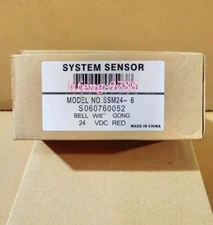 SYSTEM SENSOR
MODEL NO.SSM24- 6
S060760052
BELL W/6" GONG
24 VDC RED
MADE IN CHINA